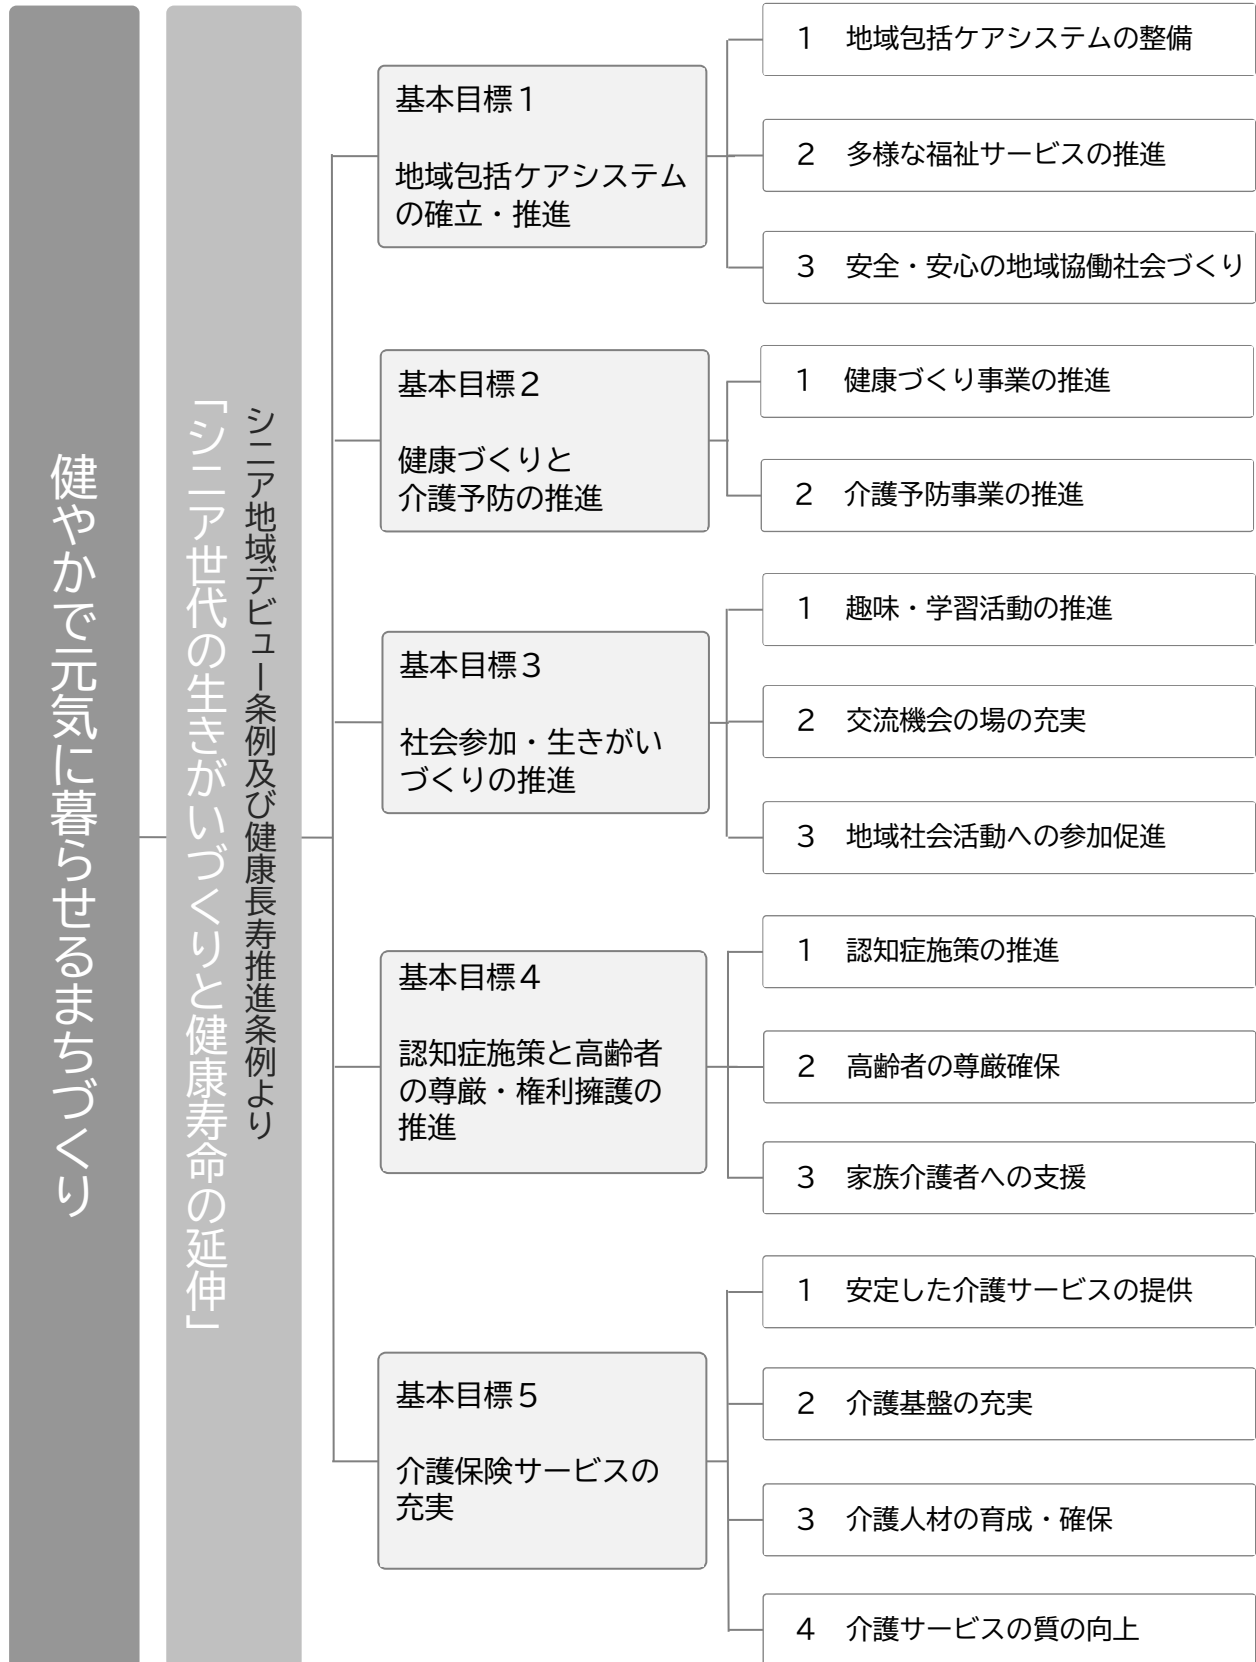 健やかで元気に暮らせるまちづくり
シニア地域デビュー条例及び健康長寿推進条例より
「シニア世代の生きがいづくりと健康寿命の延伸」
基本目標1
地域包括ケアシステム
の確立・推進
1 地域包括ケアシステムの整備
2 多様な福祉サービスの推進
3 安全・安心の地域協働社会づくり
基本目標2
健康づくりと
介護予防の推進
1 健康づくり事業の推進
2 介護予防事業の推進
基本目標3
社会参加・生きがい
づくりの推進
1 趣味・学習活動の推進
2 交流機会の場の充実
3 地域社会活動への参加促進
基本目標4
認知症施策と高齢者
の尊厳・権利擁護の
推進
1 認知症施策の推進
2 高齢者の尊厳確保
3 家族介護者への支援
基本目標5
介護保険サービスの
充実
1 安定した介護サービスの提供
2 介護基盤の充実
3 介護人材の育成・確保
4 介護サービスの質の向上